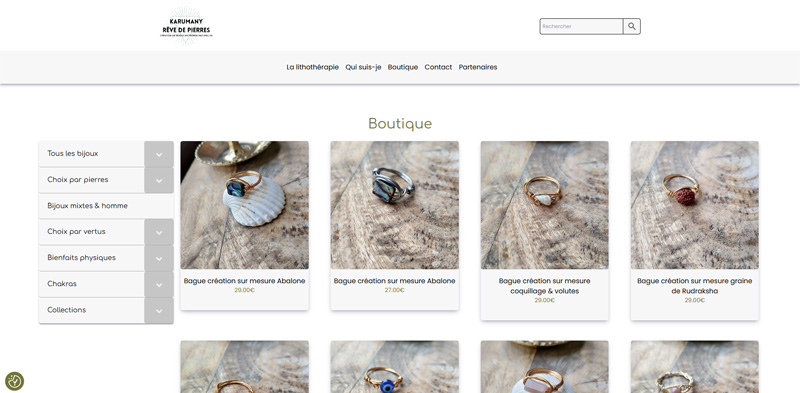 KARUMANY
RÊVE DE PIERRES
Rechercher
La lithothérapie Qui suis-je Boutique Contact Partenaires
Boutique
Tous les bijoux
Choix par pierres
Bijoux mixtes & homme
Choix par vertus
Bienfaits physiques
Chakras
Collections
Bague création sur mesure Abalone
29.00€
Bague création sur mesure Abalone
27.00€
Bague création sur mesure
coquillage & volutes
29.00€
Bague création sur mesure graine
de Rudraksha
29.00€